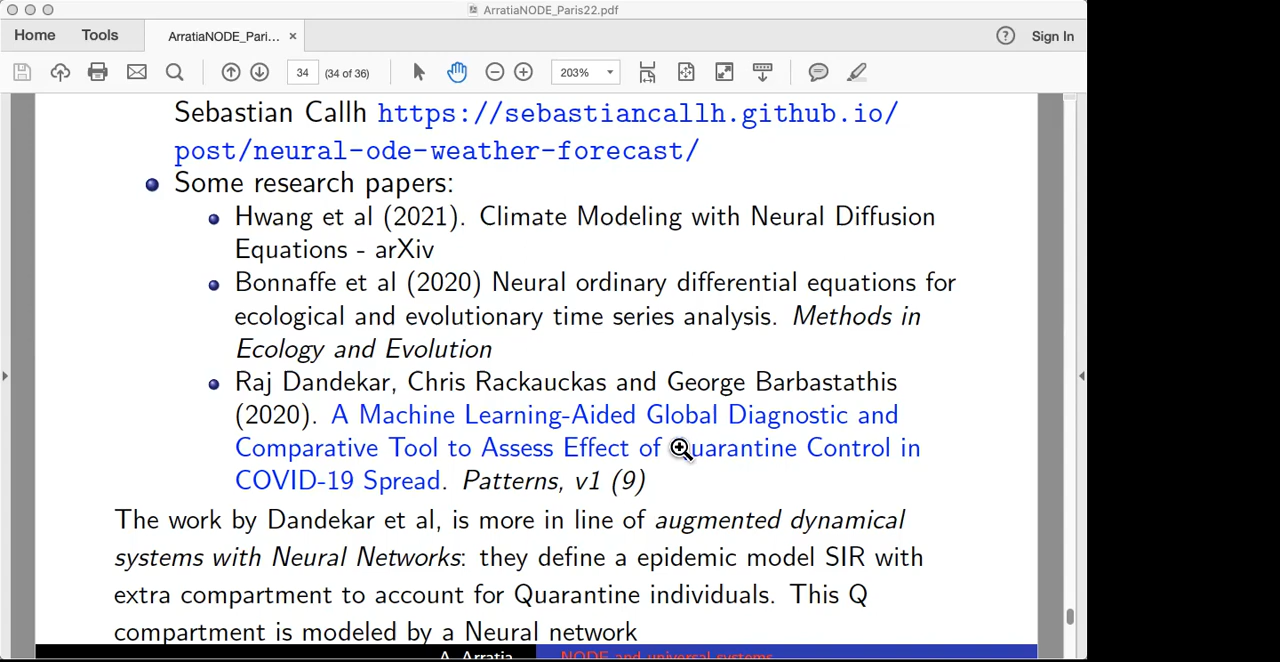 ArratiaNODE_Paris22.pdf
Home Tools ArratiaNODE_Pari... × ? Sign In
34 (34 of 36) 203%
Sebastian Callh https://sebastiancallh.github.io/
post/neural-ode-weather-forecast/
Some research papers:
Hwang et al (2021). Climate Modeling with Neural Diffusion
Equations - arXiv
Bonnaffe et al (2020) Neural ordinary differential equations for
ecological and evolutionary time series analysis. Methods in
Ecology and Evolution
Raj Dandekar, Chris Rackauckas and George Barbastathis
(2020). A Machine Learning-Aided Global Diagnostic and
Comparative Tool to Assess Effect of Quarantine Control in
COVID-19 Spread. Patterns, v1 (9)
The work by Dandekar et al, is more in line of augmented dynamical
systems with Neural Networks: they define a epidemic model SIR with
extra compartment to account for Quarantine individuals. This Q
compartment is modeled by a Neural network
A. Arratia NODE and universal systems